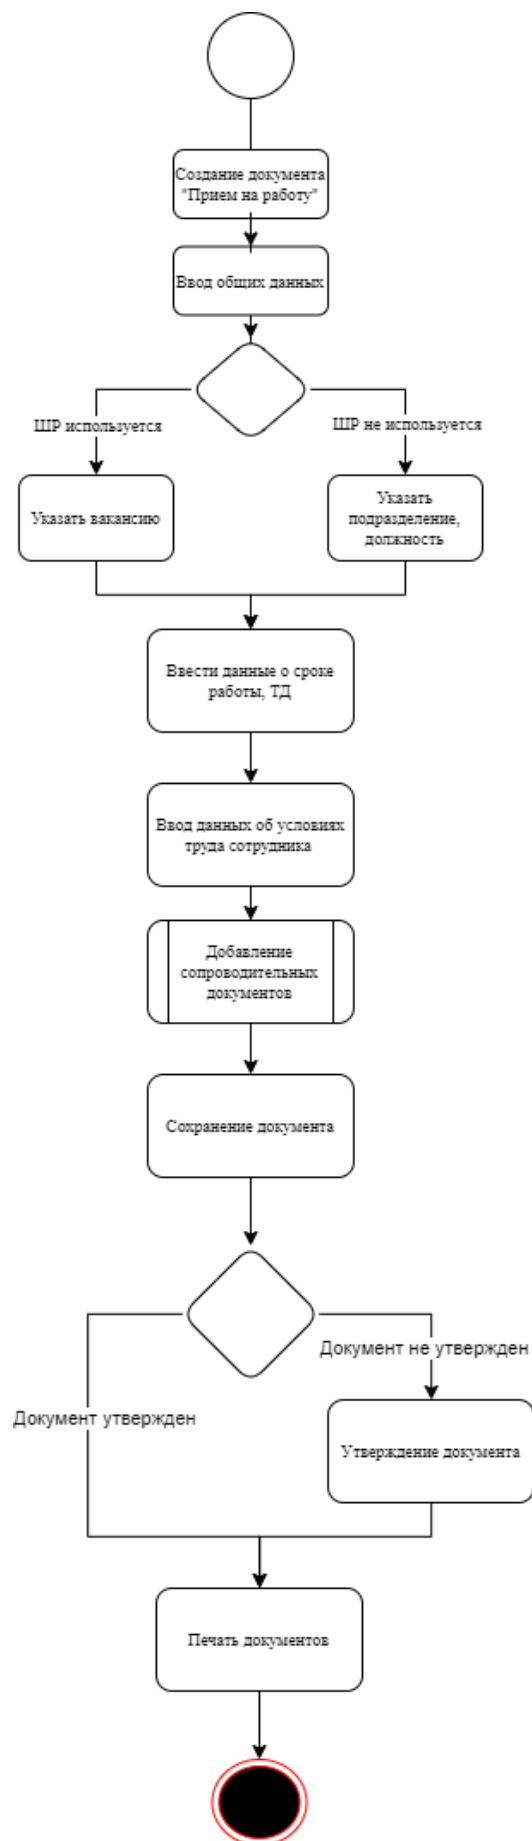 Создание документа
"Прием на работу"
Ввод общих данных
ШР используется
ШР не используется
Указать вакансию
Указать
подразделение,
должность
Ввести данные о сроке
работы, ТД
Ввод данных об условиях
труда сотрудника
Добавление
сопроводительных
документов
Сохранение документа
Документ не утвержден
Документ утвержден
Утверждение документа
Печать документов